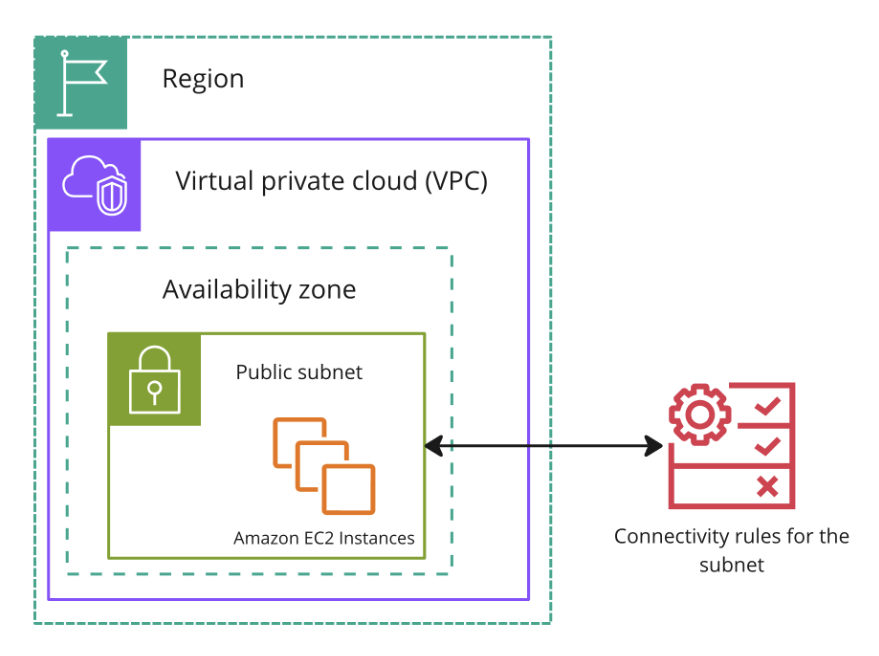 Region
Virtual private cloud (VPC)
Availability zone
Public subnet
Amazon EC2 Instances
Connectivity rules for the
subnet